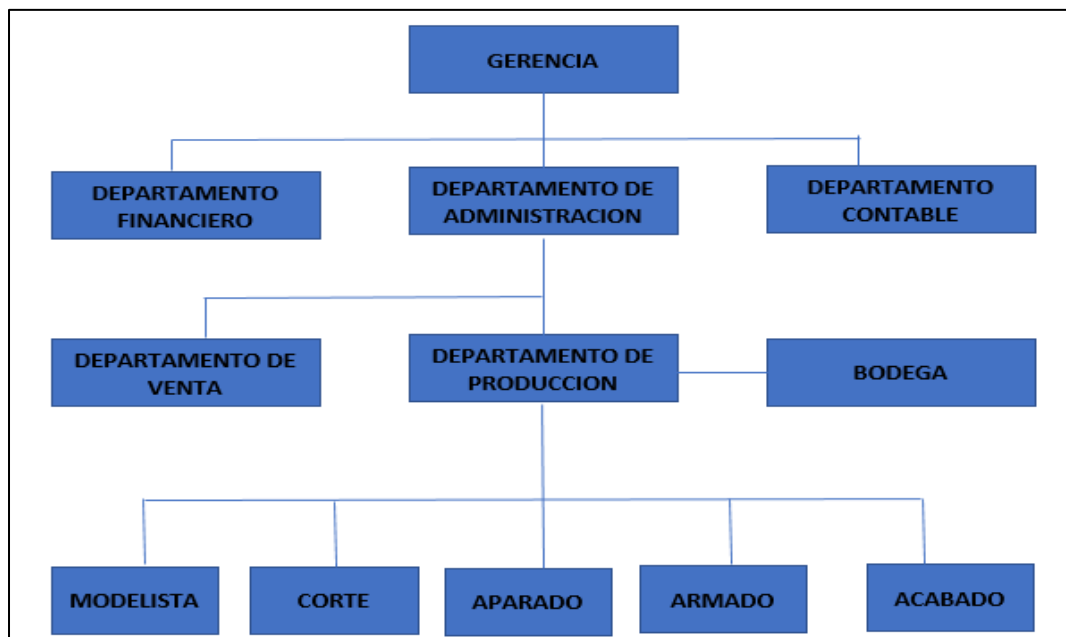 GERENCIA
DEPARTAMENTO
FINANCIERO
DEPARTAMENTO DE
ADMINISTRACION
DEPARTAMENTO
CONTABLE
DEPARTAMENTO DE
VENTA
DEPARTAMENTO DE
PRODUCCION
BODEGA
MODELISTA
CORTE
APARADO
ARMADO
ACABADO